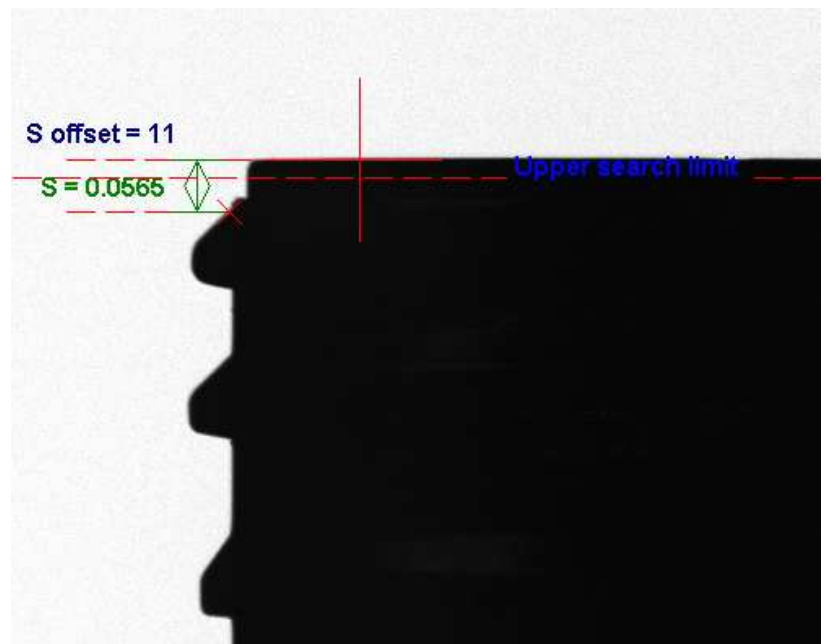 S offset = 11
Upper search limit
S = 0.0565